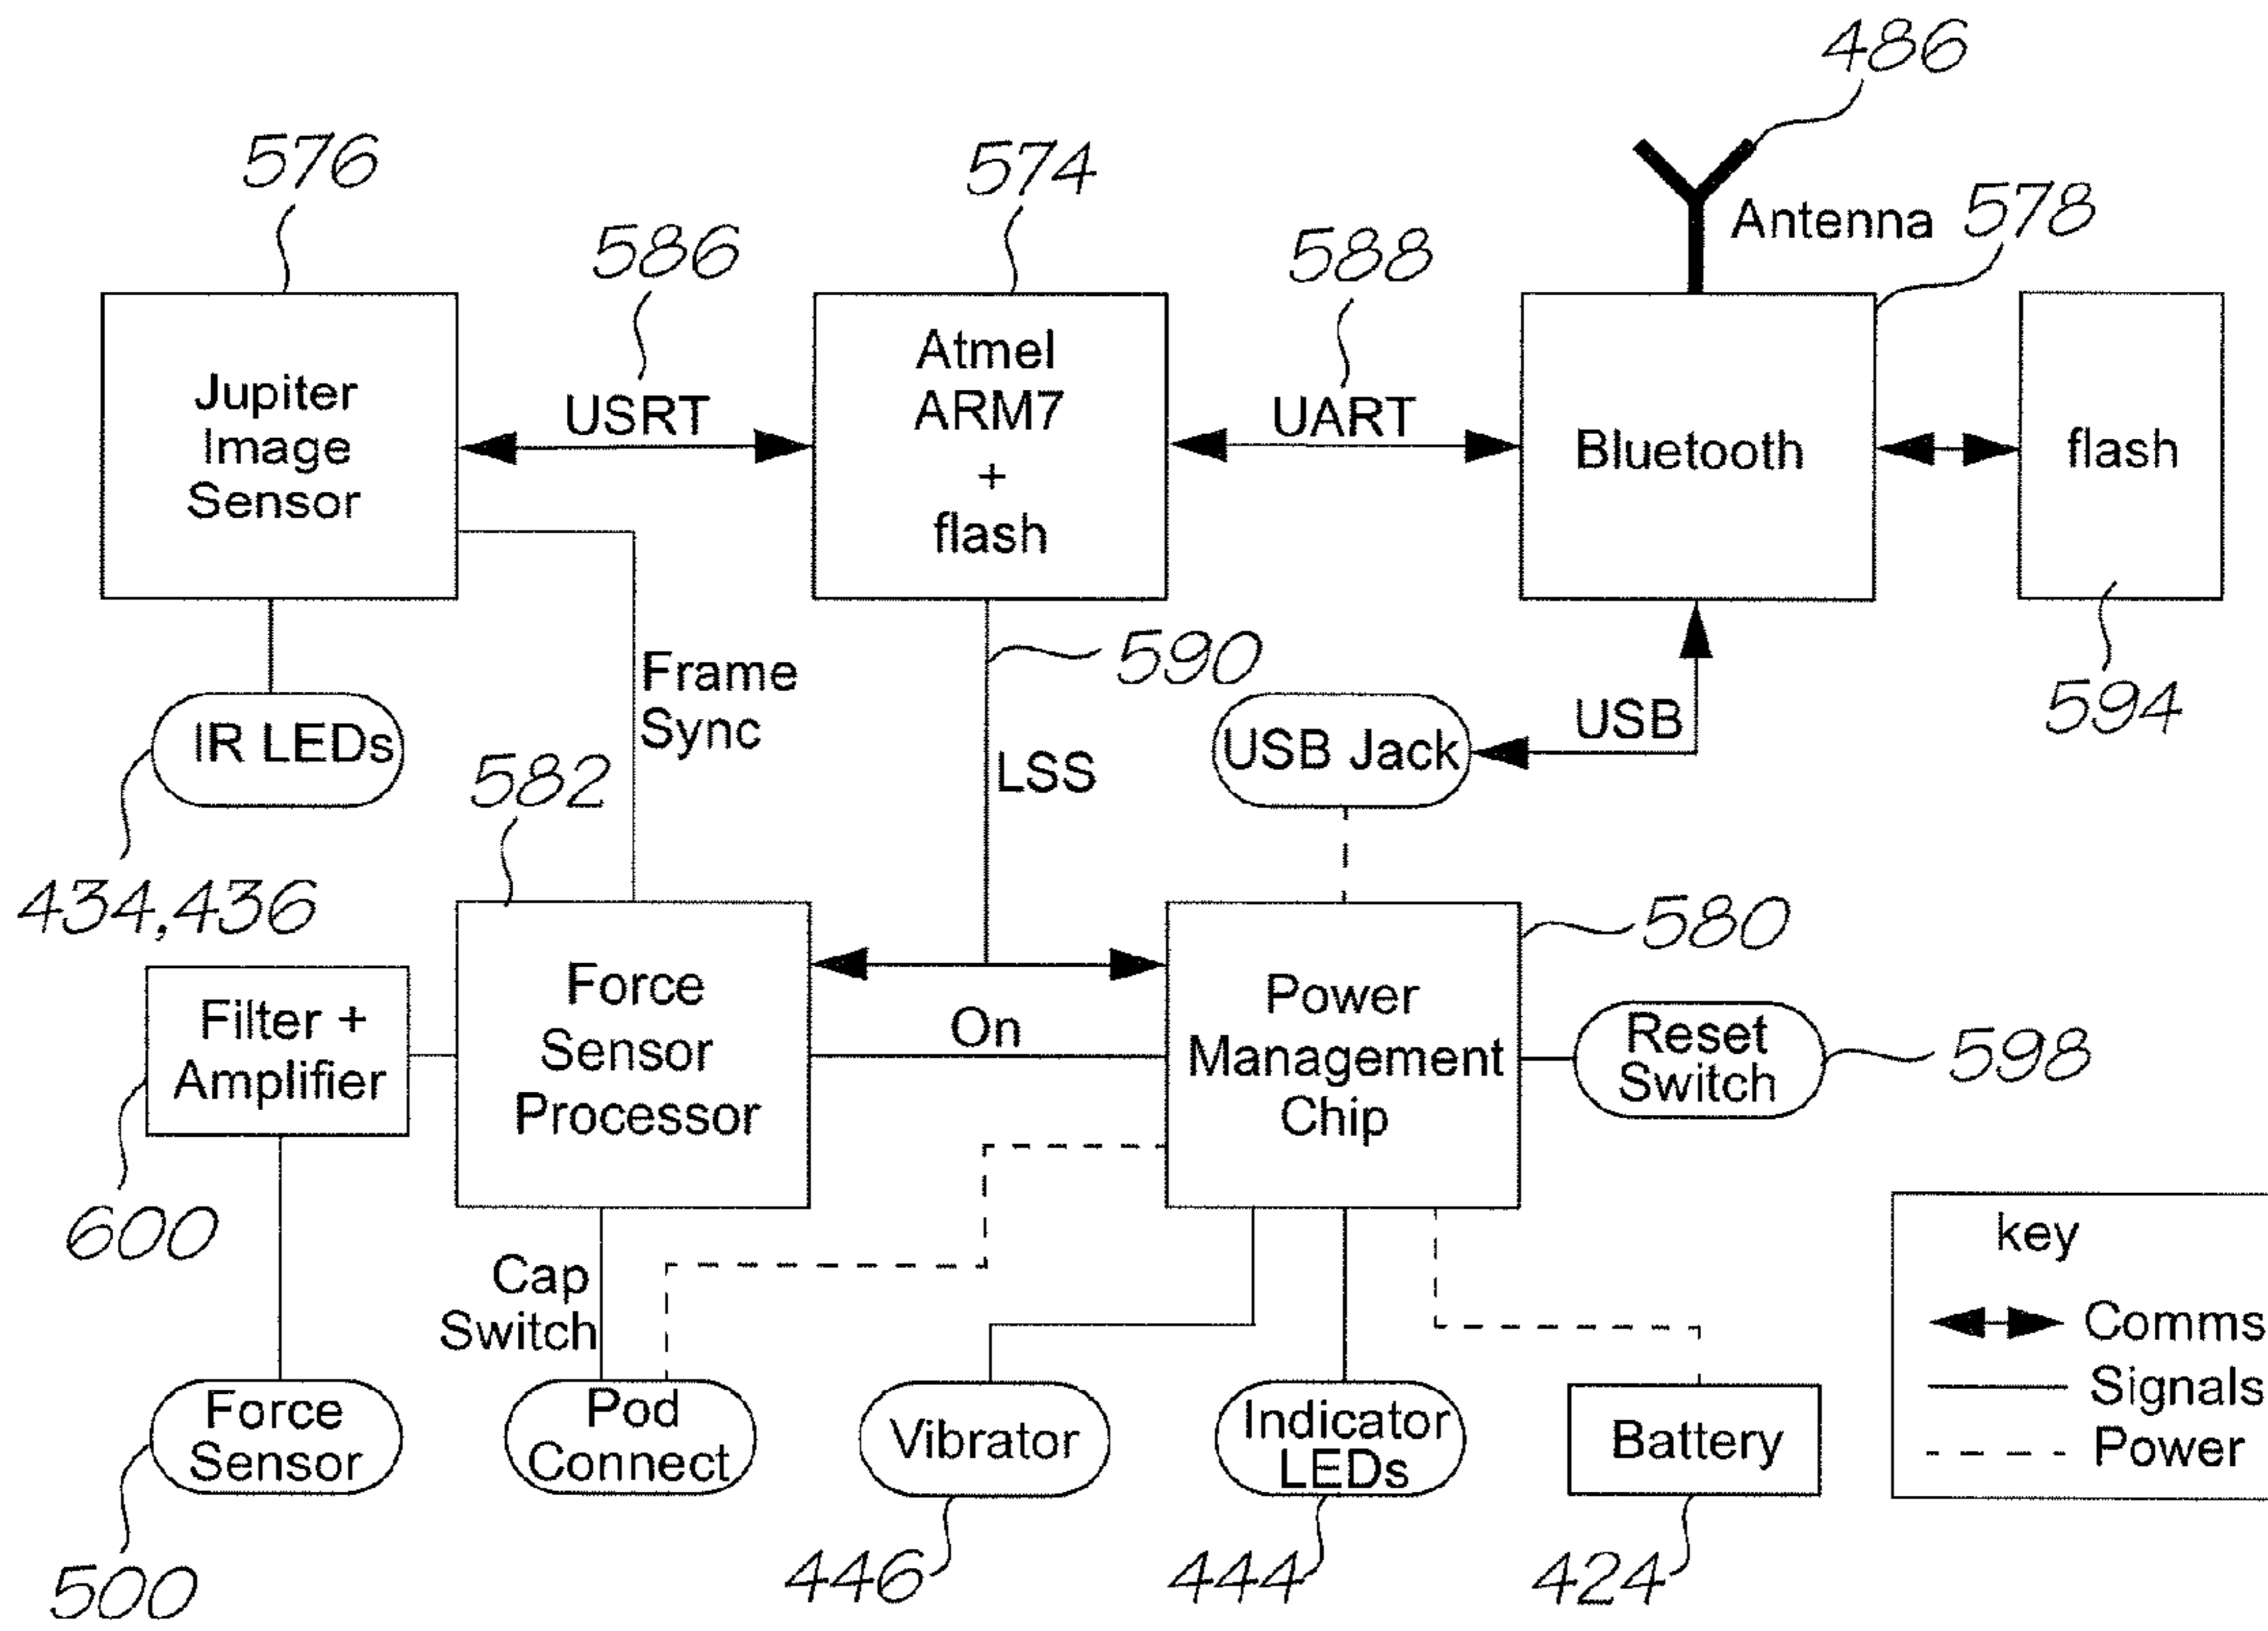 486
576
574
Antenna
578
586
588
Jupiter
Image
Sensor
USRT
Atmel
ARM7
+
flash
UART
Bluetooth
flash
590
594
Frame
Sync
IR LEDs
LSS
USB Jack
USB
582
434,436
580
Filter +
Amplifier
Force
Sensor
Processor
On
Power
Management
Chip
Reset
Switch
598
600
Cap
Switch
key
Comms
Signals
Power
Force
Sensor
Pod
Connect
Vibrator
Indicator
LEDs
Battery
500
446
444
424